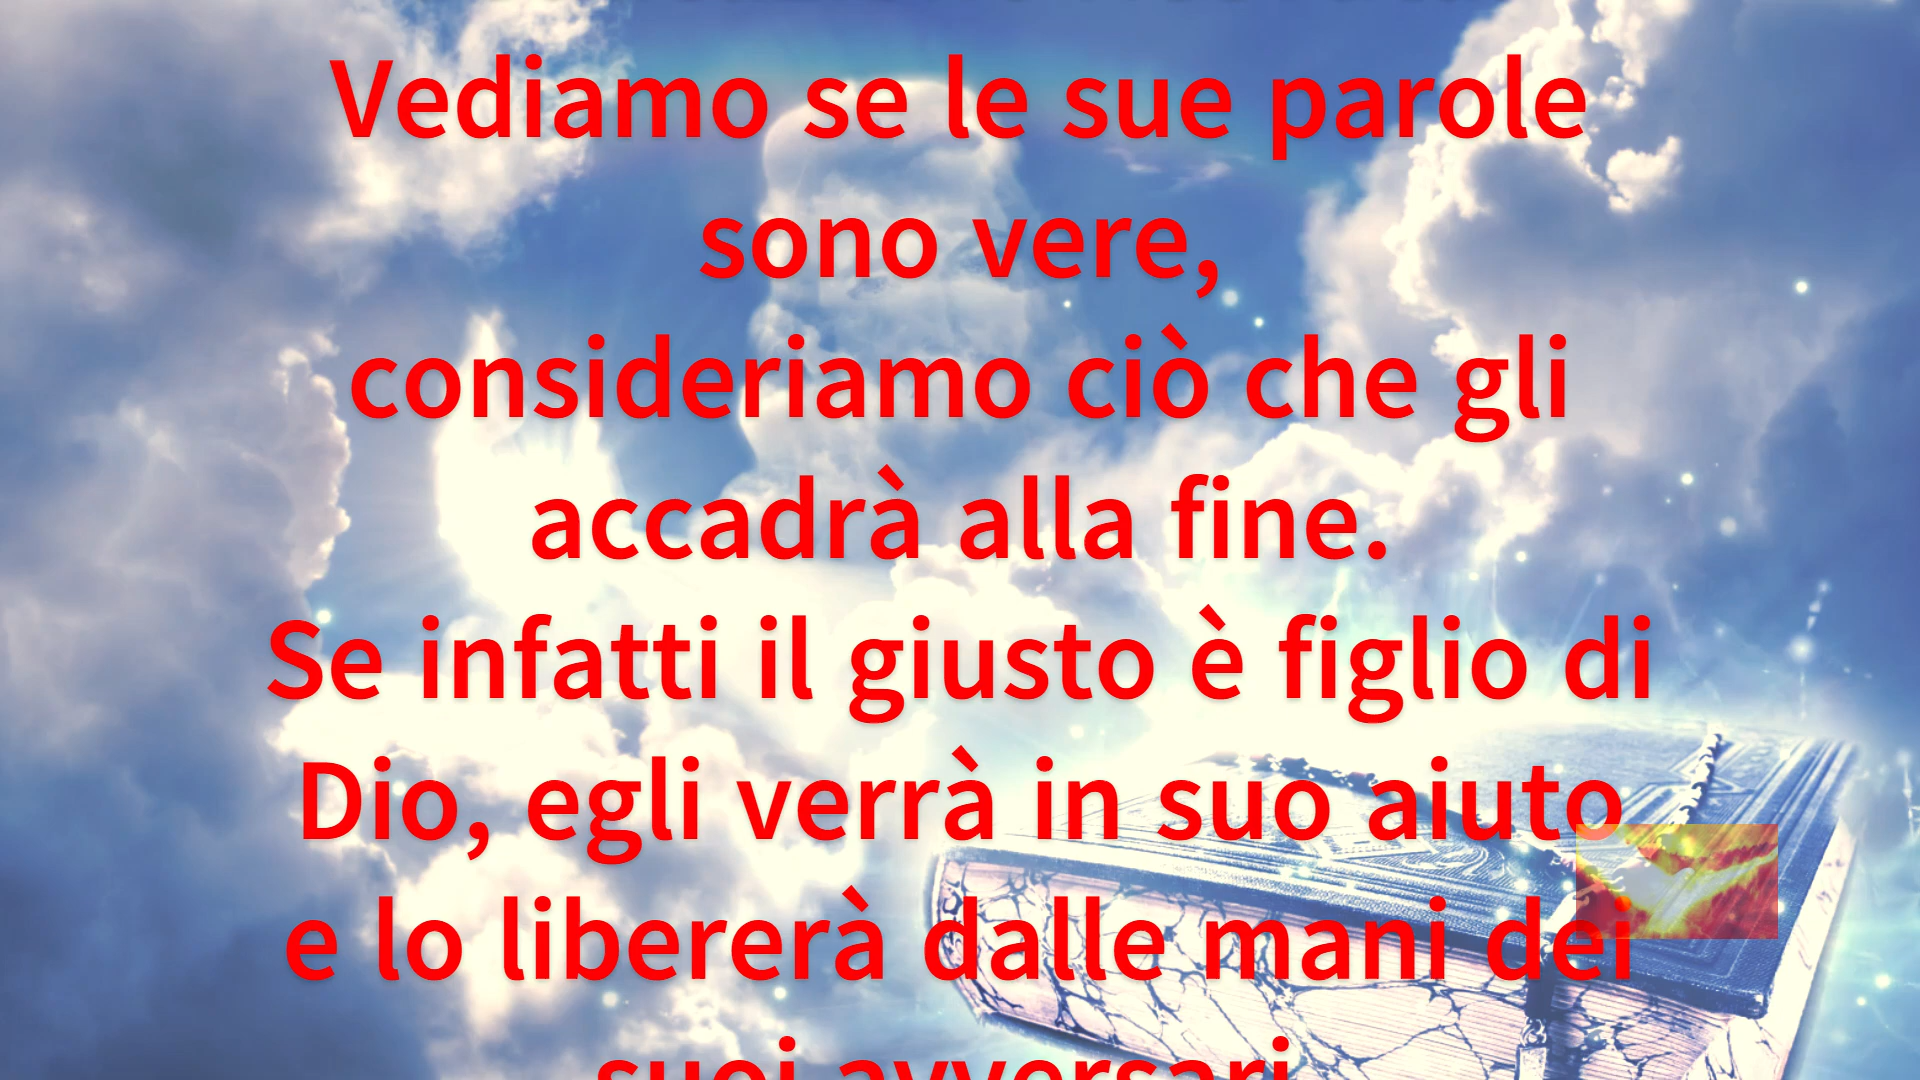 Vediamo se le sue parole
sono vere,
consideriamo ciò che gli
accadrà alla fine.
Se infatti il giusto è figlio di
Dio, egli verrà in suo aiuto
e lo libererà dalle mani dei
suoi avversari